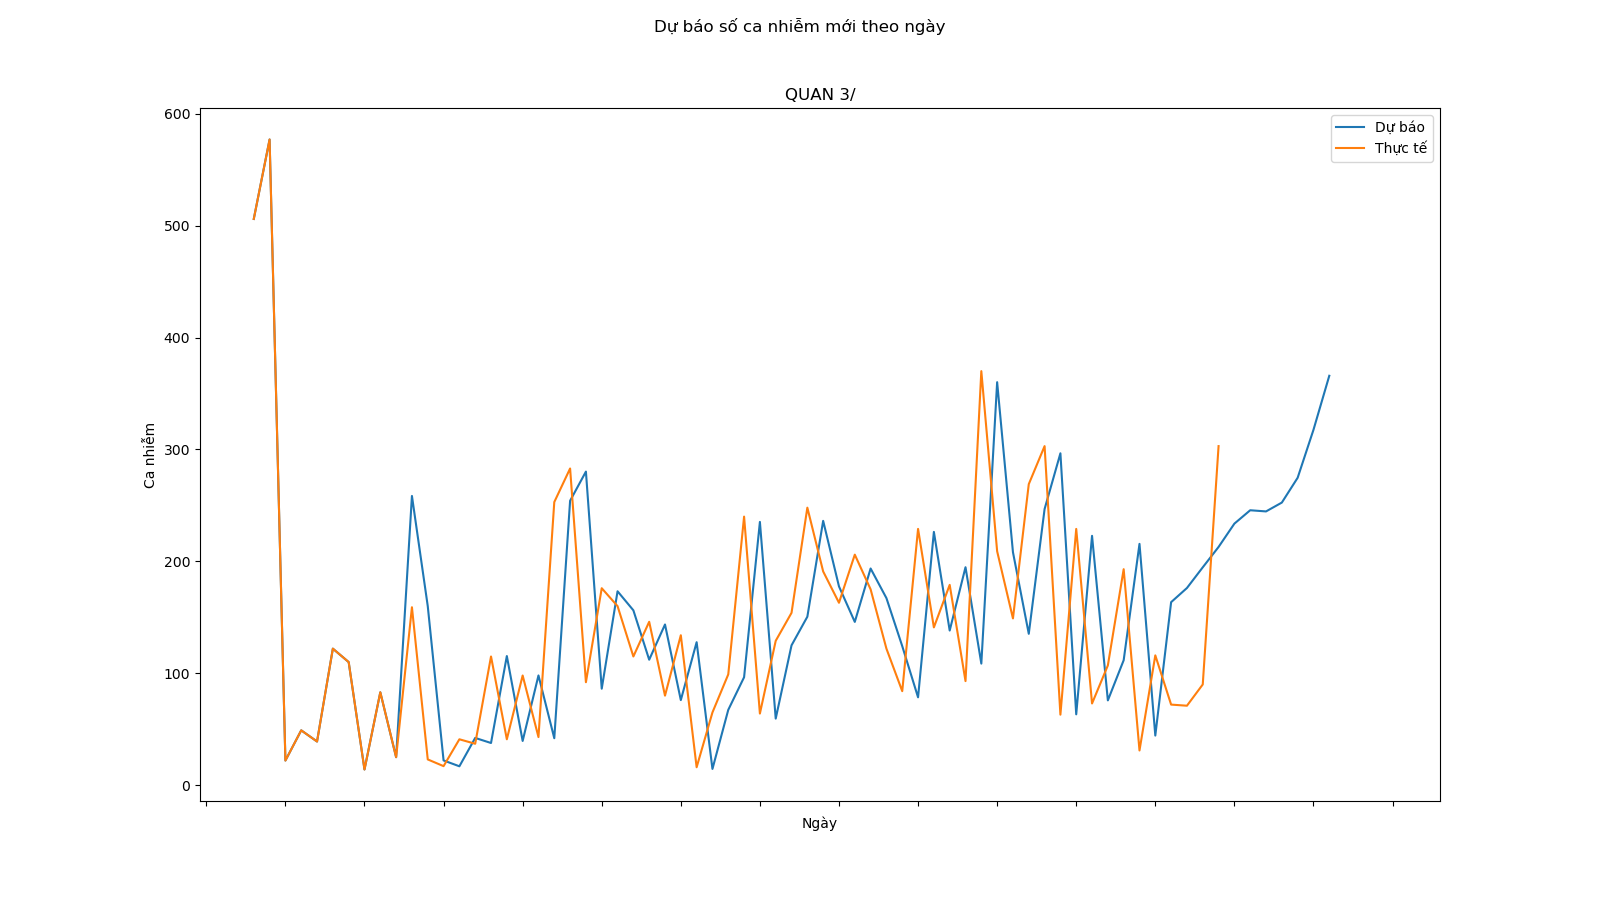 Dự báo số ca nhiễm mới theo ngày
QUAN 3/
Dự báo
Thực tế
600
500
400
300
200
100
0
Ca nhiễm
Ngày